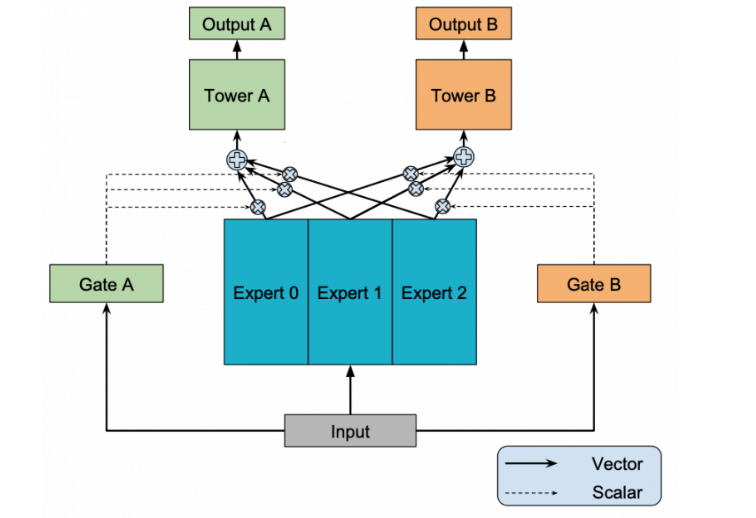 Output A
Output B
Tower A
Tower B
Gate A
Expert 0
Expert 1
Expert 2
Gate B
Input
Vector
Scalar